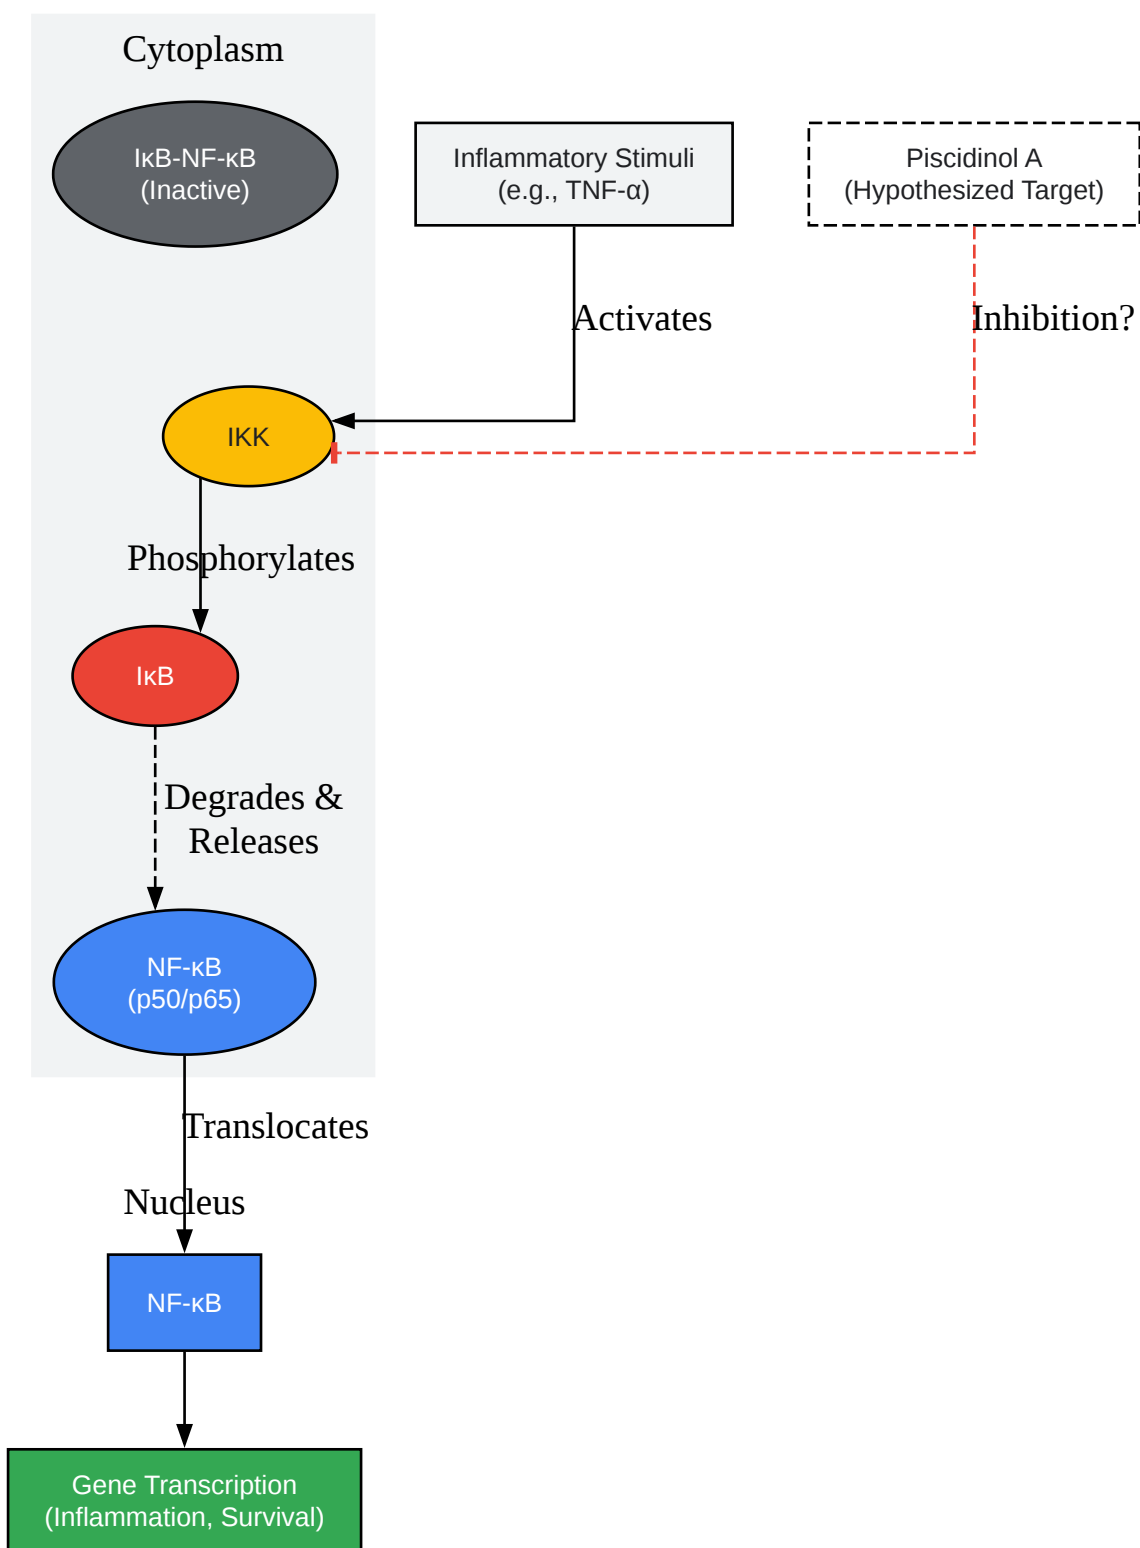 Cytoplasm
IκB-NF-κB
(Inactive)
Inflammatory Stimuli
(e.g., TNF-α)
Piscidinol A
(Hypothesized Target)
Activates
Inhibition?
IKK
Phosphorylates
IκB
Degrades &
Releases
NF-κB
(p50/p65)
Translocates
Nucleus
NF-κB
Gene Transcription
(Inflammation, Survival)